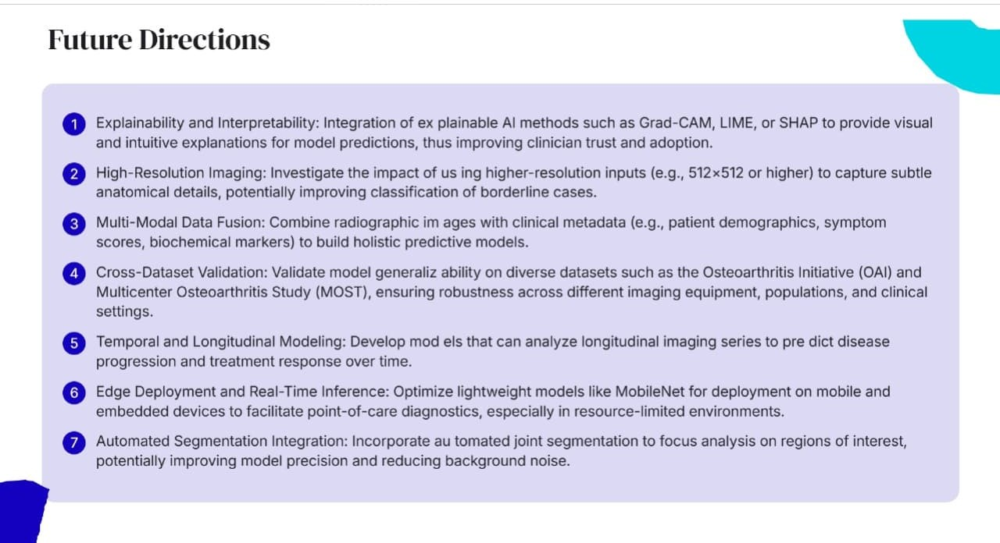 Future Directions
1 Explainability and Interpretability: Integration of ex plainable AI methods such as Grad-CAM, LIME, or SHAP to provide visual
and intuitive explanations for model predictions, thus improving clinician trust and adoption.
2 High-Resolution Imaging: Investigate the impact of us ing higher-resolution inputs (e.g., 512×512 or higher) to capture subtle
anatomical details, potentially improving classification of borderline cases.
3 Multi-Modal Data Fusion: Combine radiographic im ages with clinical metadata (e.g., patient demographics, symptom
scores, biochemical markers) to build holistic predictive models.
4 Cross-Dataset Validation: Validate model generaliz ability on diverse datasets such as the Osteoarthritis Initiative (OAI) and
Multicenter Osteoarthritis Study (MOST), ensuring robustness across different imaging equipment, populations, and clinical
settings.
5 Temporal and Longitudinal Modeling: Develop mod els that can analyze longitudinal imaging series to pre dict disease
progression and treatment response over time.
6 Edge Deployment and Real-Time Inference: Optimize lightweight models like MobileNet for deployment on mobile and
embedded devices to facilitate point-of-care diagnostics, especially in resource-limited environments.
7 Automated Segmentation Integration: Incorporate au tomated joint segmentation to focus analysis on regions of interest,
potentially improving model precision and reducing background noise.